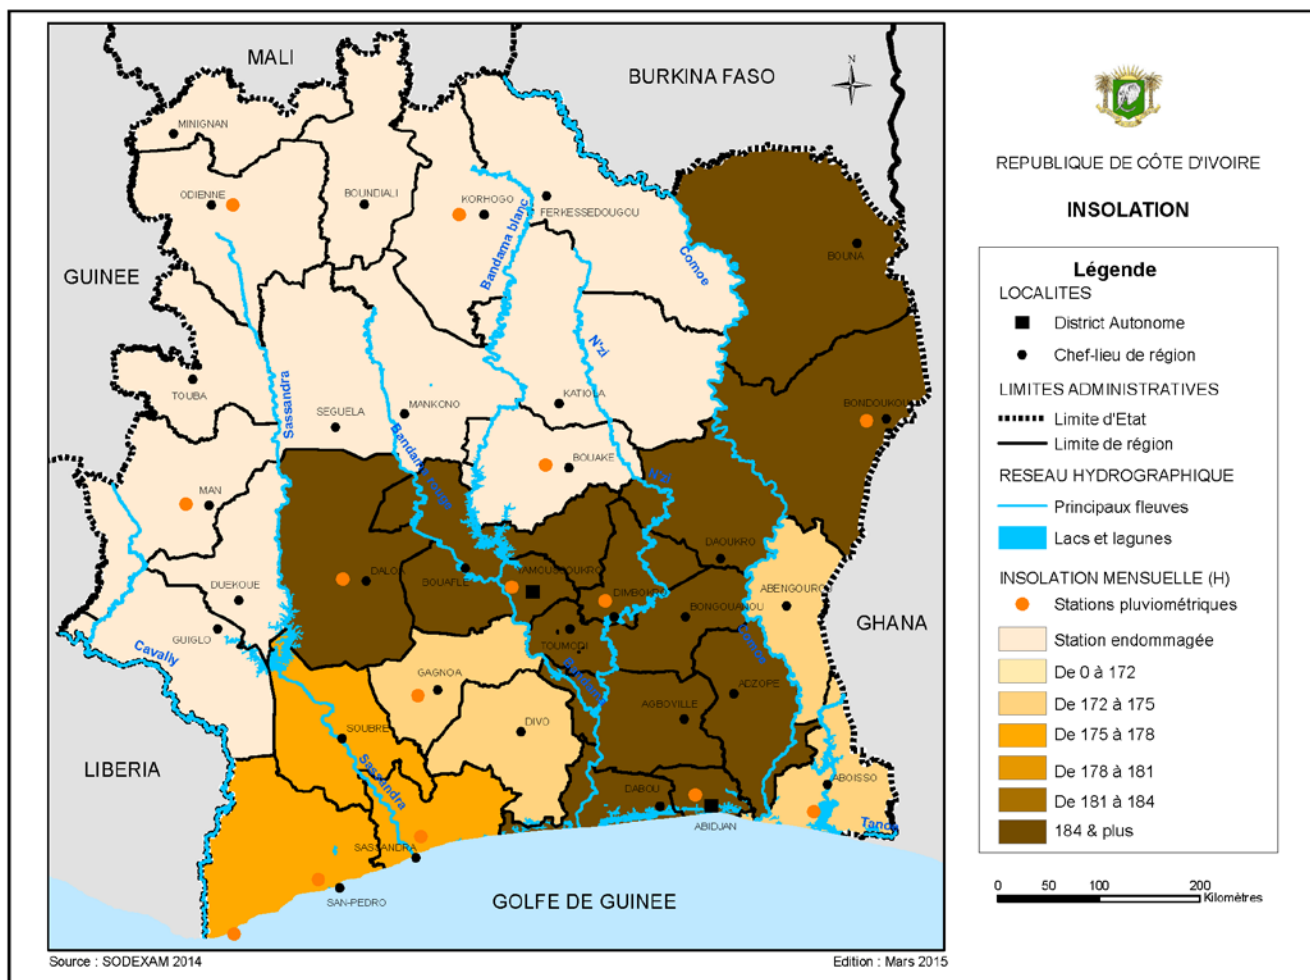 MALI
BURKINA FASO
N
MINIGNAN
ODIENNE
BOUNDIALI
KORHOGO
FERKESSEDOUGOU
Bandama blanc
Comoe
BOUNA
GUINEE
N'zi
Sassandra
TOUBA
SEGUELA
MANKONO
KATIOLA
BONDOUKOU
Bandama rouge
BOUAKE
N'zi
MAN
DAOUKRO
DALOA
BOUAFLE
YAMOUSSOUKRO
DIMBOKRO
ABENGOUROU
DUEKOUE
BONGOUANOU
GHANA
GUIGLO
TOUMODI
Comoe
Cavally
GAGNOA
Bandama
ADZOPE
AGBOVILLE
SOUBRE
DIVO
LIBERIA
Sassandra
DABOU
ABOISSO
ABIDJAN
Tanoe
SASSANDRA
SAN-PEDRO
GOLFE DE GUINEE
Source : SODEXAM 2014
Edition : Mars 2015
REPUBLIQUE DE CÔTE D'IVOIRE
INSOLATION
Légende
LOCALITES
District Autonome
Chef-lieu de région
LIMITES ADMINISTRATIVES
Limite d'Etat
Limite de région
RESEAU HYDROGRAPHIQUE
Principaux fleuves
Lacs et lagunes
INSOLATION MENSUELLE (H)
Stations pluviométriques
Station endommagée
De 0 à 172
De 172 à 175
De 175 à 178
De 178 à 181
De 181 à 184
184 & plus
0 50 100 200
Kilomètres